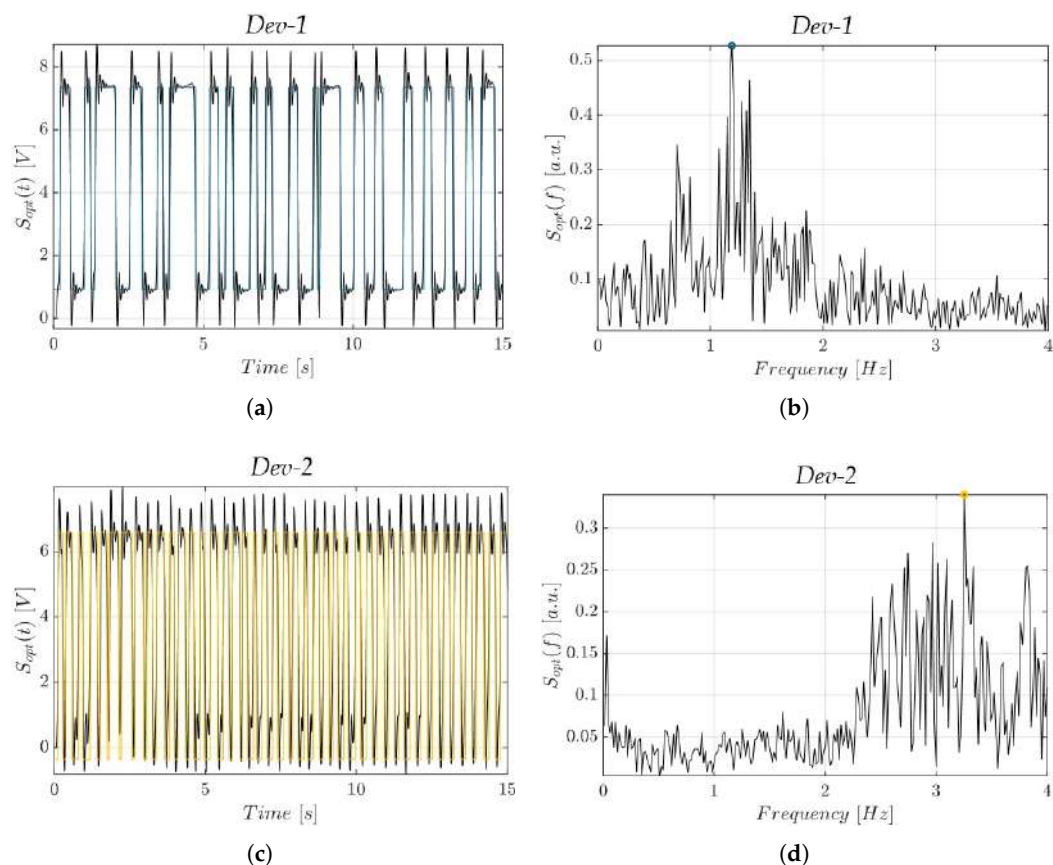 Dev-1
S_opt(t) [V]
8
6
4
2
0
0 5 10 15
Time [s]
(a)
Dev-1
S_opt(f) [a.u.]
0.5
0.4
0.3
0.2
0.1
0 1 2 3 4
Frequency [Hz]
(b)
Dev-2
S_opt(t) [V]
6
4
2
0
0 5 10 15
Time [s]
(c)
Dev-2
S_opt(f) [a.u.]
0.3
0.25
0.2
0.15
0.1
0.05
0 1 2 3 4
Frequency [Hz]
(d)